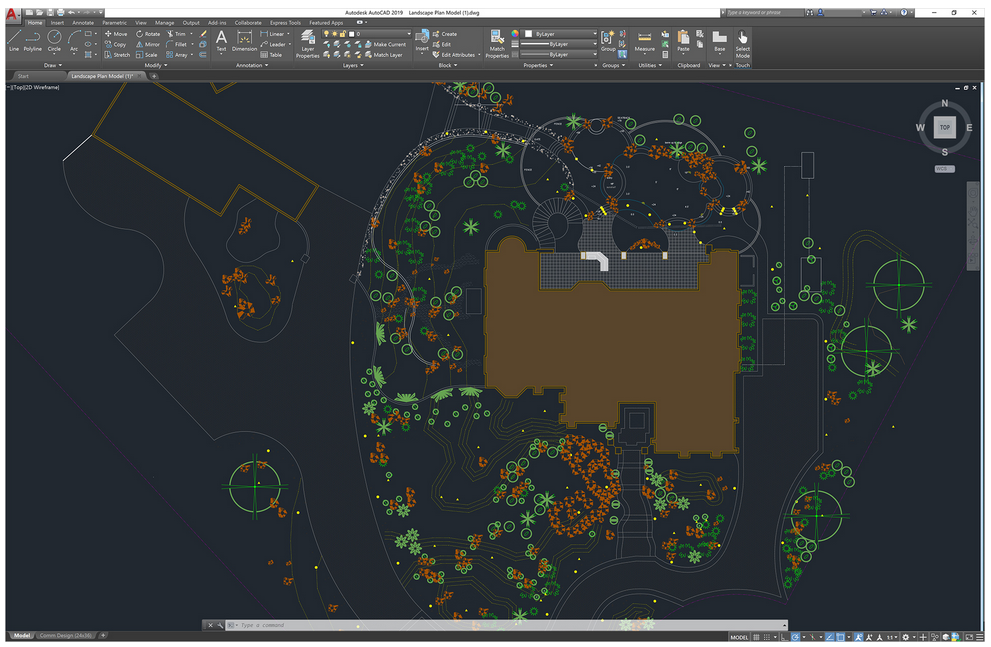 Autodesk AutoCAD 2019 Landscape Plan Model (1).dwg
Type a keyword or phrase
Home Insert Annotate Parametric View Manage Output Add-ins Collaborate Express Tools Featured Apps
Line Polyline Circle Arc
Move Rotate Trim
Copy Mirror Fillet
Stretch Scale Array
Text Dimension
Linear
Leader
Table
Layer Properties
0
Make Current
Match Layer
Insert
Create
Edit
Edit Attributes
Match Properties
ByLayer
ByLayer
ByLayer
Group
Measure
Paste
Base
Select Mode
Draw Modify Annotation Layers Block Properties Groups Utilities Clipboard View Touch
Start Landscape Plan Model (1)*
[Top][2D Wireframe]
N
W TOP E
S
WCS
Type a command
Model Comm Design (24x36)
MODEL 1:1